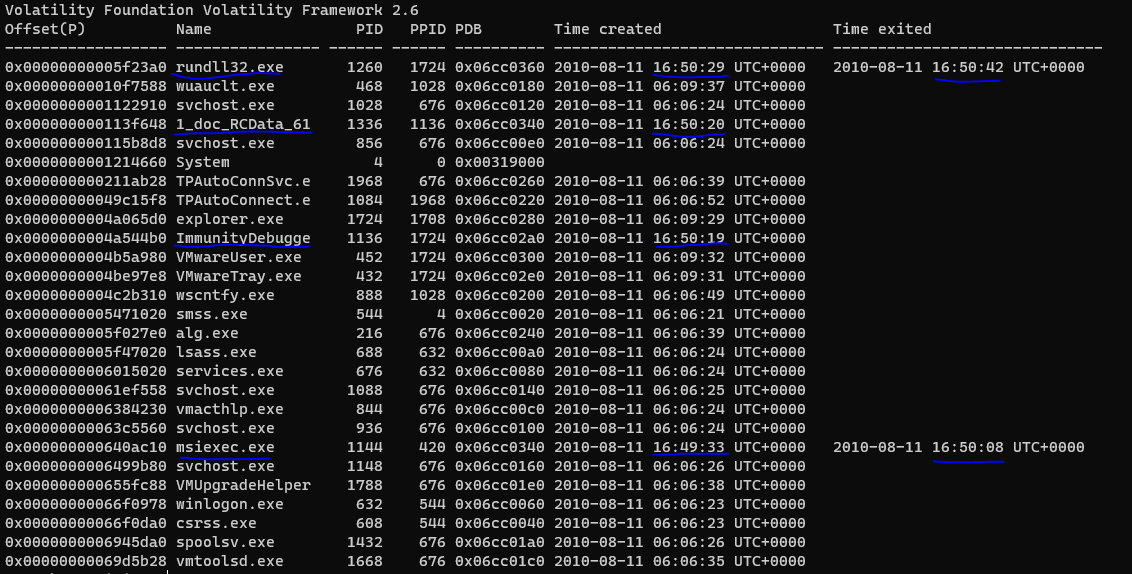 Volatility Foundation Volatility Framework 2.6
Offset(P) Name PID PPID PDB Time created Time exited
------------------ ---------------- ------ ------ ---------- ------------------------------ ------------------------------
0x00000000005f23a0 rundll32.exe 1260 1724 0x06cc0360 2010-08-11 16:50:29 UTC+0000 2010-08-11 16:50:42 UTC+0000
0x00000000010f7588 wuauclt.exe 468 1028 0x06cc0180 2010-08-11 06:09:37 UTC+0000
0x0000000001122910 svchost.exe 1028 676 0x06cc0120 2010-08-11 06:06:24 UTC+0000
0x000000000113f648 1_doc_RCData_61 1336 1136 0x06cc0340 2010-08-11 16:50:20 UTC+0000
0x000000000115b8d8 svchost.exe 856 676 0x06cc00e0 2010-08-11 06:06:24 UTC+0000
0x0000000001214660 System 4 0 0x00319000
0x000000000211ab28 TPAutoConnSvc.e 1968 676 0x06cc0260 2010-08-11 06:06:39 UTC+0000
0x00000000049c15f8 TPAutoConnect.e 1084 1968 0x06cc0220 2010-08-11 06:06:52 UTC+0000
0x0000000004a065d0 explorer.exe 1724 1708 0x06cc0280 2010-08-11 06:09:29 UTC+0000
0x0000000004a544b0 ImmunityDebugge 1136 1724 0x06cc02a0 2010-08-11 16:50:19 UTC+0000
0x0000000004b5a980 VMwareUser.exe 452 1724 0x06cc0300 2010-08-11 06:09:32 UTC+0000
0x0000000004be97e8 VMwareTray.exe 432 1724 0x06cc02e0 2010-08-11 06:09:31 UTC+0000
0x0000000004c2b310 wscntfy.exe 888 1028 0x06cc0200 2010-08-11 06:06:49 UTC+0000
0x0000000005471020 smss.exe 544 4 0x06cc0020 2010-08-11 06:06:21 UTC+0000
0x0000000005f027e0 alg.exe 216 676 0x06cc0240 2010-08-11 06:06:39 UTC+0000
0x0000000005f47020 lsass.exe 688 632 0x06cc00a0 2010-08-11 06:06:24 UTC+0000
0x0000000006015020 services.exe 676 632 0x06cc0080 2010-08-11 06:06:24 UTC+0000
0x00000000061ef558 svchost.exe 1088 676 0x06cc0140 2010-08-11 06:06:25 UTC+0000
0x0000000006384230 vmacthlp.exe 844 676 0x06cc00c0 2010-08-11 06:06:24 UTC+0000
0x00000000063c5560 svchost.exe 936 676 0x06cc0100 2010-08-11 06:06:24 UTC+0000
0x000000000640ac10 msiexec.exe 1144 420 0x06cc0340 2010-08-11 16:49:33 UTC+0000 2010-08-11 16:50:08 UTC+0000
0x0000000006499b80 svchost.exe 1148 676 0x06cc0160 2010-08-11 06:06:26 UTC+0000
0x000000000655fc88 VMUpgradeHelper 1788 676 0x06cc01e0 2010-08-11 06:06:38 UTC+0000
0x00000000066f0978 winlogon.exe 632 544 0x06cc0060 2010-08-11 06:06:23 UTC+0000
0x00000000066f0da0 csrss.exe 608 544 0x06cc0040 2010-08-11 06:06:23 UTC+0000
0x0000000006945da0 spoolsv.exe 1432 676 0x06cc01a0 2010-08-11 06:06:26 UTC+0000
0x00000000069d5b28 vmtoolsd.exe 1668 676 0x06cc01c0 2010-08-11 06:06:35 UTC+0000